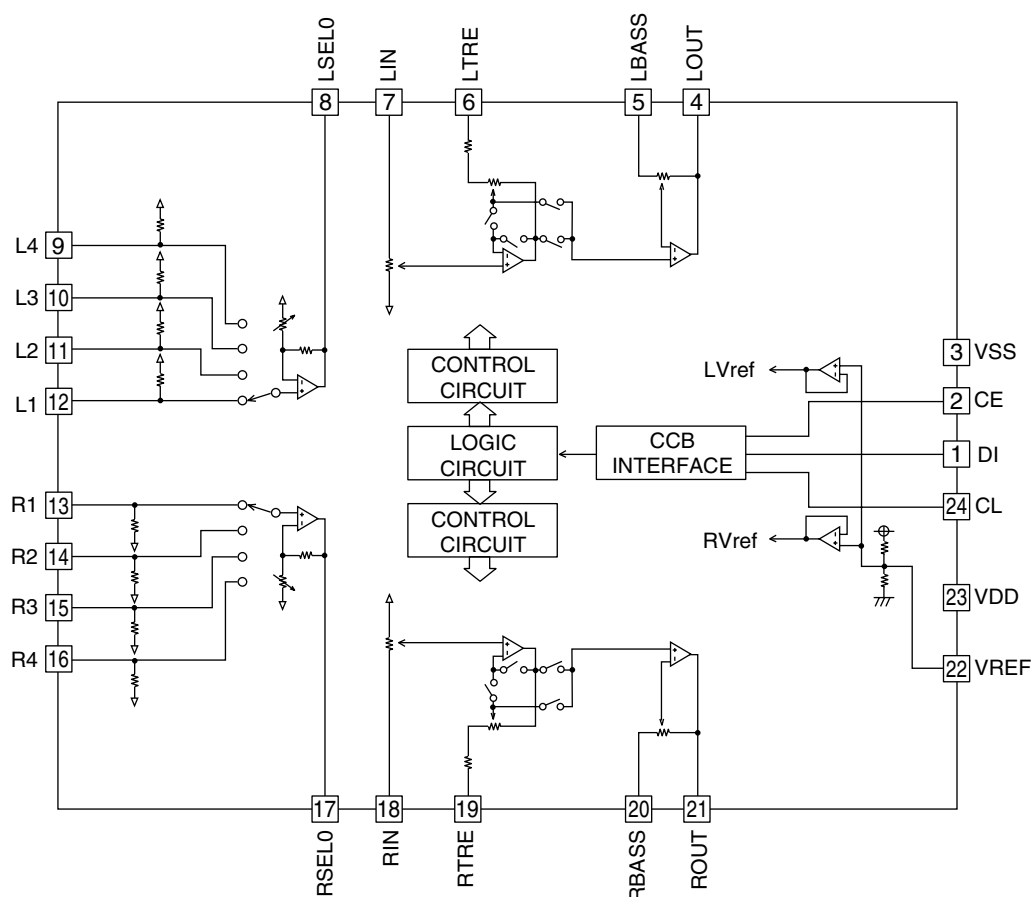 LSEL0
LIN
LTRE
LBASS
LOUT
8
7
6
5
4
L4 9
L3 10
L2 11
L1 12
R1 13
R2 14
R3 15
R4 16
CONTROL
CIRCUIT
LOGIC
CIRCUIT
CONTROL
CIRCUIT
CCB
INTERFACE
LVref
RVref
3 VSS
2 CE
1 DI
24 CL
23 VDD
22 VREF
17
18
19
20
21
RSEL0
RIN
RTRE
RBASS
ROUT